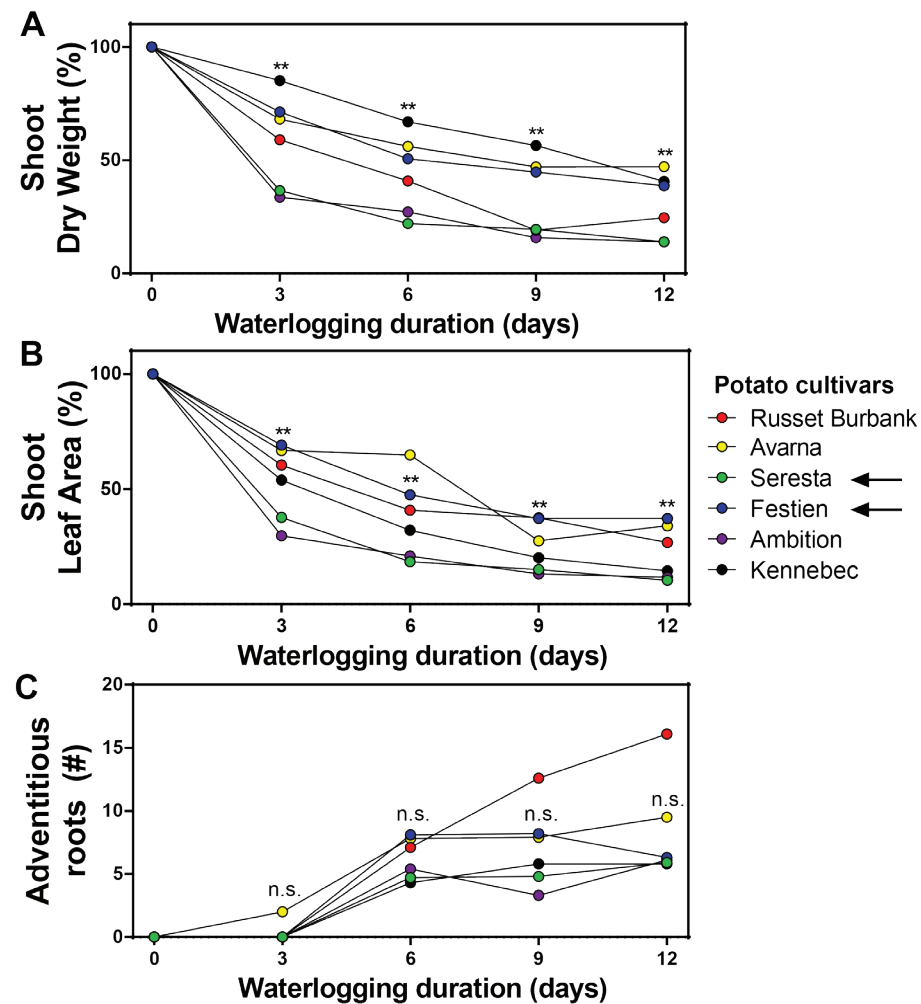 A
Shoot
Dry Weight (%)
100
50
0
**
**
**
**
0 3 6 9 12
Waterlogging duration (days)
B
Shoot
Leaf Area (%)
100
50
0
**
**
**
**
0 3 6 9 12
Waterlogging duration (days)
Potato cultivars
Russet Burbank
Avarna
Seresta
Festien
Ambition
Kennebec
C
Adventitious
roots (#)
20
15
10
5
0
n.s.
n.s.
n.s.
n.s.
0 3 6 9 12
Waterlogging duration (days)